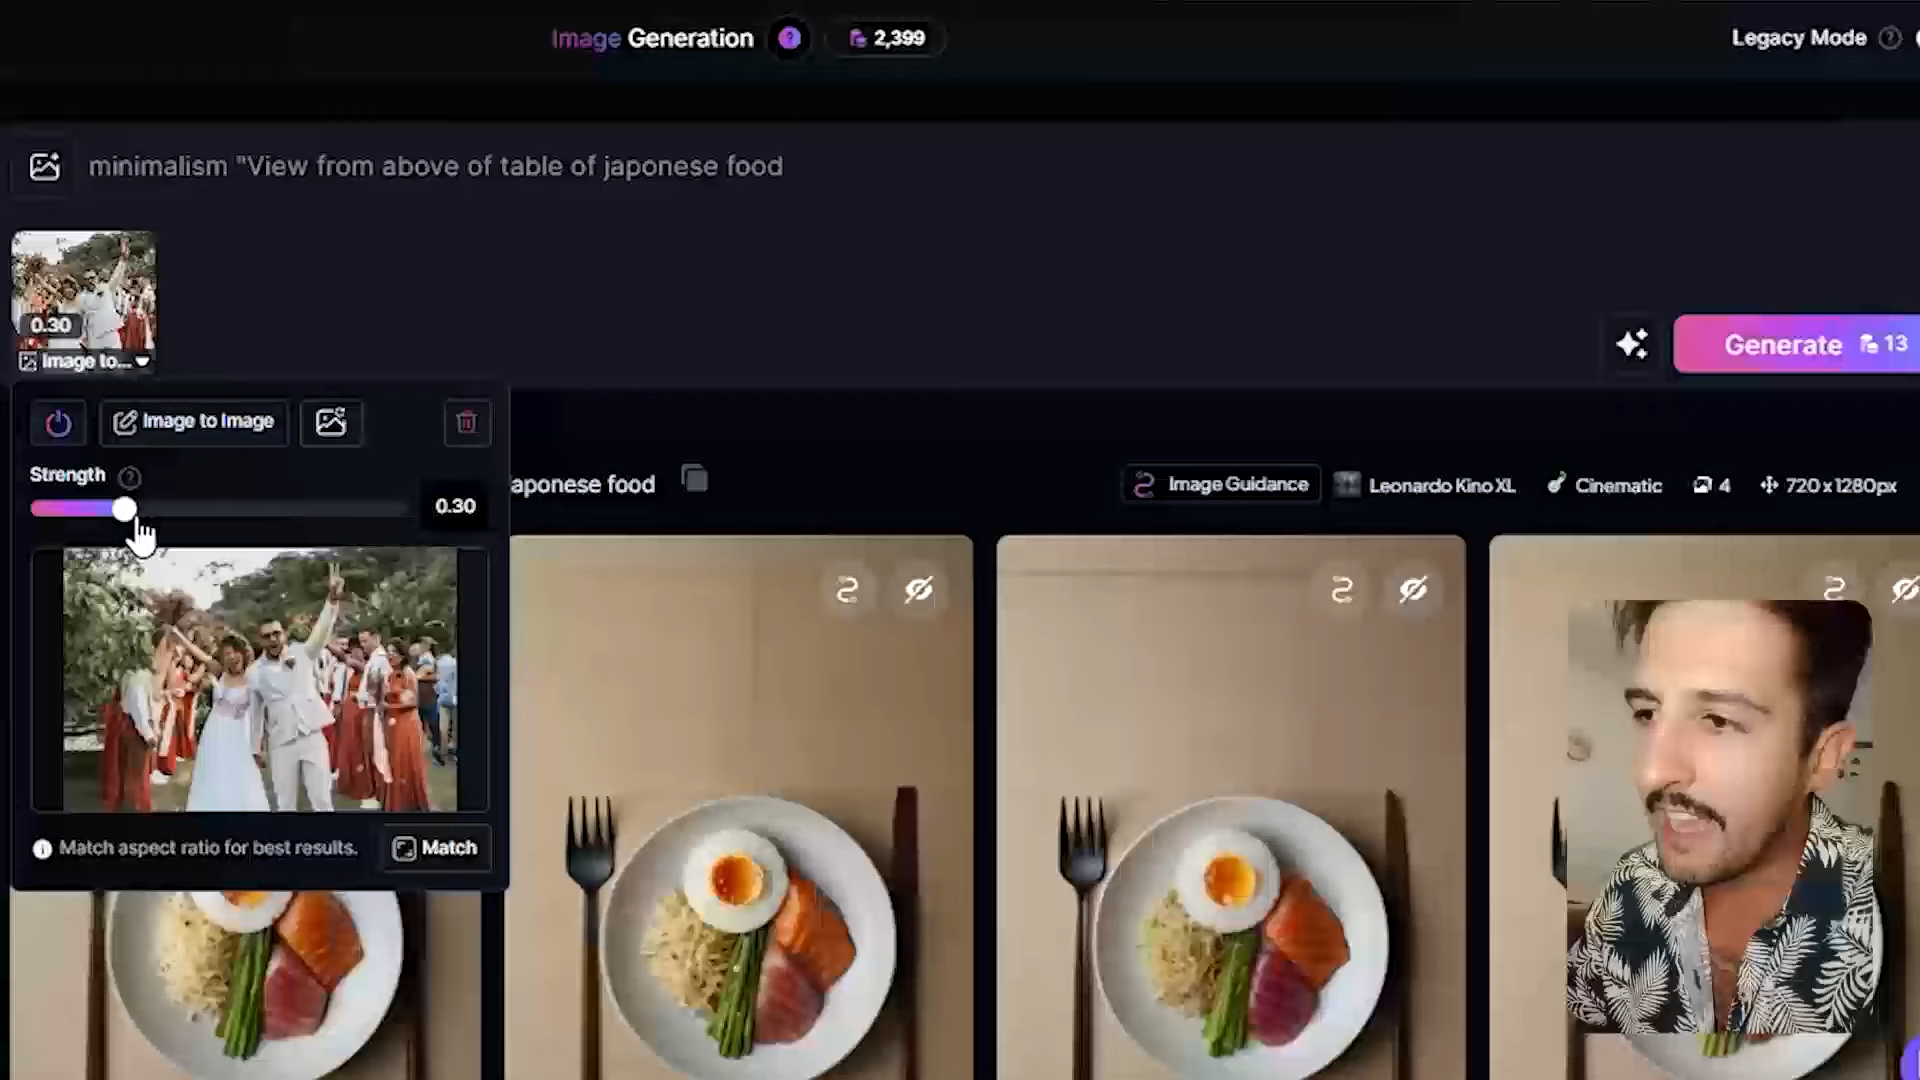 Image Generation ? 2,399
Legacy Mode ?
minimalism "View from above of table of japonese food
0.30
Image to...
Generate 13
Image to Image
Strength ?
0.30
aponese food
Image Guidance
Leonardo Kino XL
Cinematic
4
720 x 1280px
Match aspect ratio for best results.
Match